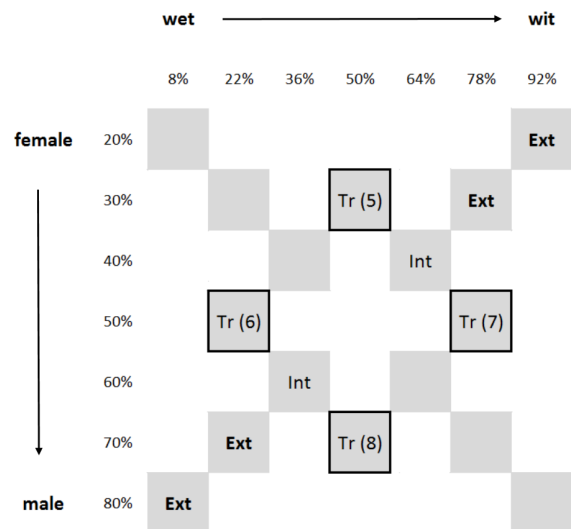 wet wit
8% 22% 36% 50% 64% 78% 92%
female 20% Ext
30% Tr (5) Ext
40% Int
50% Tr (6) Tr (7)
60% Int
70% Ext Tr (8)
male 80% Ext